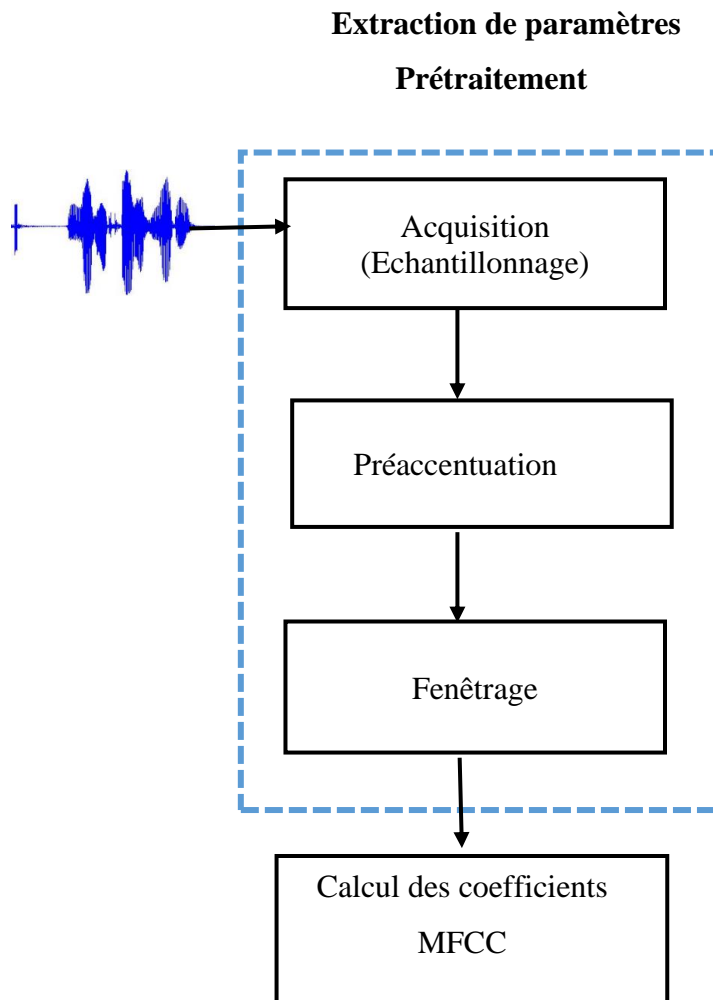 Extraction de paramètres
Prétraitement
Acquisition
(Echantillonnage)
Préaccentuation
Fenêtrage
Calcul des coefficients
MFCC